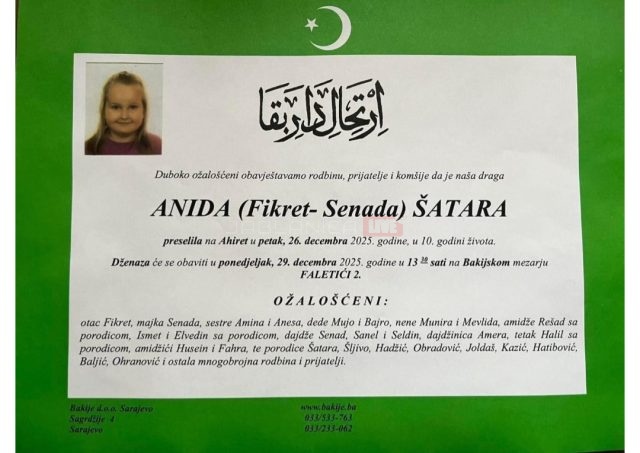 اِرْتِحَالِ دَارِ بَقَا
Duboko ožalošćeni obavještavamo rodbinu, prijatelje i komšije da je naša draga
ANIDA (Fikret- Senada) ŠATARA
LIVE
preselila na Ahiret u petak, 26. decembra 2025. godine, u 10. godini života.
Dženaza će se obaviti u ponedjeljak, 29. decembra 2025. godine u 13 30 sati na Bakijskom mezarju
FALETIĆI 2.
O Ž A L O Š Ć E N I :
otac Fikret, majka Senada, sestre Amina i Anesa, dede Mujo i Bajro, nene Munira i Mevlida, amidže Rešad sa
porodicom, Ismet i Elvedin sa porodicom, dajdže Senad, Sanel i Seldin, dajdžinica Amera, tetak Halil sa
porodicom, amidžići Husein i Fahra, te porodice Šatara, Šljivo, Hadžić, Obradović, Joldaš, Kazić, Hatibović,
Baljić, Ohranović i ostala mnogobrojna rodbina i prijatelji.
Bakije d.o.o. Sarajevo
Sagrdžije 4
Sarajevo
www.bakije.ba
033/533-763
033/233-062